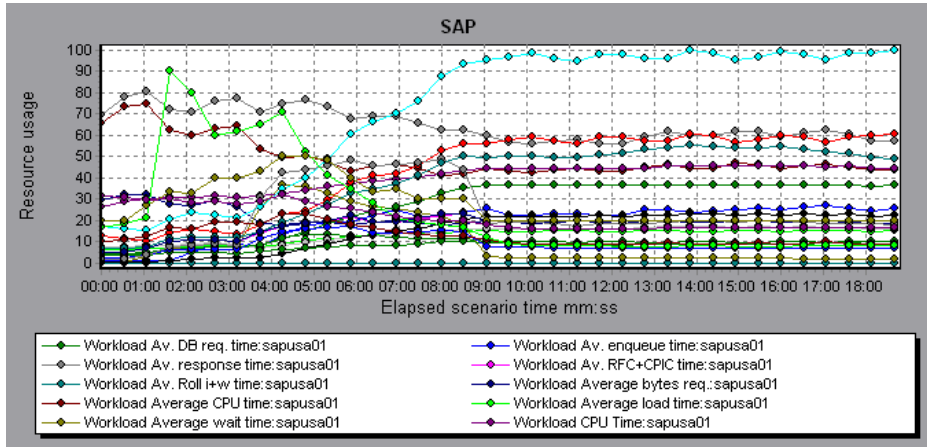 SAP
Resource usage
100
90
80
70
60
50
40
30
20
10
0
00:00 01:00 02:00 03:00 04:00 05:00 06:00 07:00 08:00 09:00 10:00 11:00 12:00 13:00 14:00 15:00 16:00 17:00 18:00
Elapsed scenario time mm:ss
Workload Av. DB req. time:sapusa01 Workload Av. enqueue time:sapusa01
Workload Av. response time:sapusa01 Workload Av. RFC+CPIC time:sapusa01
Workload Av. Roll i+w time:sapusa01 Workload Average bytes req.:sapusa01
Workload Average CPU time:sapusa01 Workload Average load time:sapusa01
Workload Average wait time:sapusa01 Workload CPU Time:sapusa01